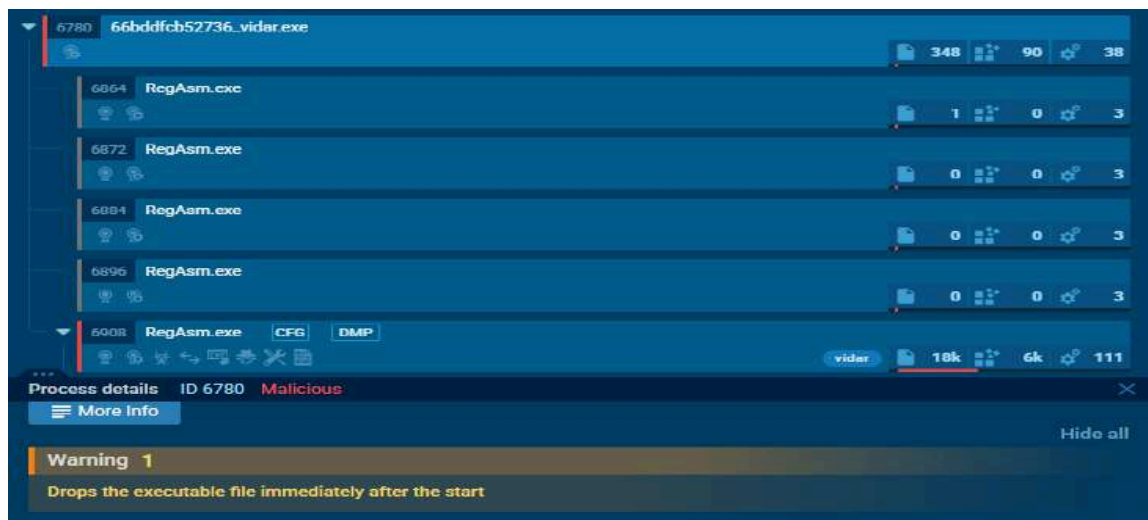 6780 66bddfcb52736_vidar.exe
348 90 38
6864 RegAsm.exe
1 0 3
6872 RegAsm.exe
0 0 3
6884 RegAsm.exe
0 0 3
6896 RegAsm.exe
0 0 3
6908 RegAsm.exe CFG DMP
vidar 18k 6k 111
Process details ID 6780 Malicious
More Info
Hide all
Warning 1
Drops the executable file immediately after the start